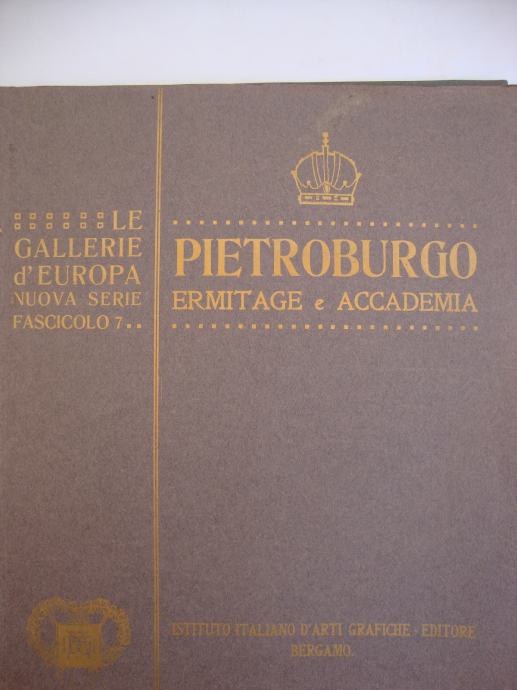 LE
GALLERIE
d'EUROPA
NUOVA SERIE
FASCICOLO 7..
PIETROBURGO
ERMITAGE e ACCADEMIA
ISTITUTO ITALIANO D'ARTI GRAFICHE - EDITORE
BERGAMO.